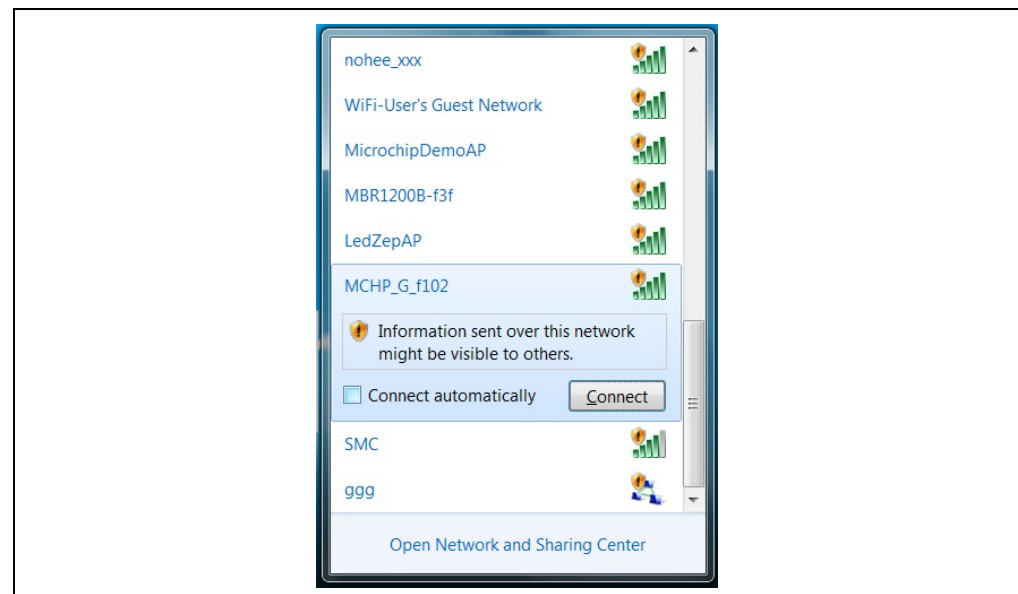 nohee_xxx
WiFi-User's Guest Network
MicrochipDemoAP
MBR1200B-f3f
LedZepAP
MCHP_G_f102
Information sent over this network
might be visible to others.
Connect automatically Connect
SMC
ggg
Open Network and Sharing Center